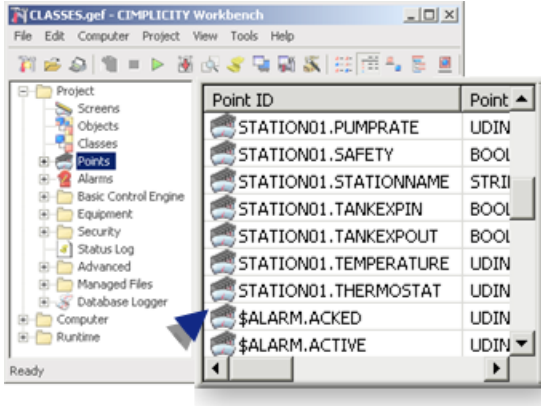 CLASSES.gef - CIMPLICITY Workbench
File Edit Computer Project View Tools Help
Project
Screens
Objects
Classes
Points
Alarms
Basic Control Engine
Equipment
Security
Status Log
Advanced
Managed Files
Database Logger
Computer
Runtime
Ready
Point ID Point
STATION01.PUMPRATE UDIN
STATION01.SAFETY BOOL
STATION01.STATIONNAME STRI
STATION01.TANKEXPIN BOOL
STATION01.TANKEXPOUT BOOL
STATION01.TEMPERATURE UDIN
STATION01.THERMOSTAT UDIN
$ALARM.ACKED UDIN
$ALARM.ACTIVE UDIN